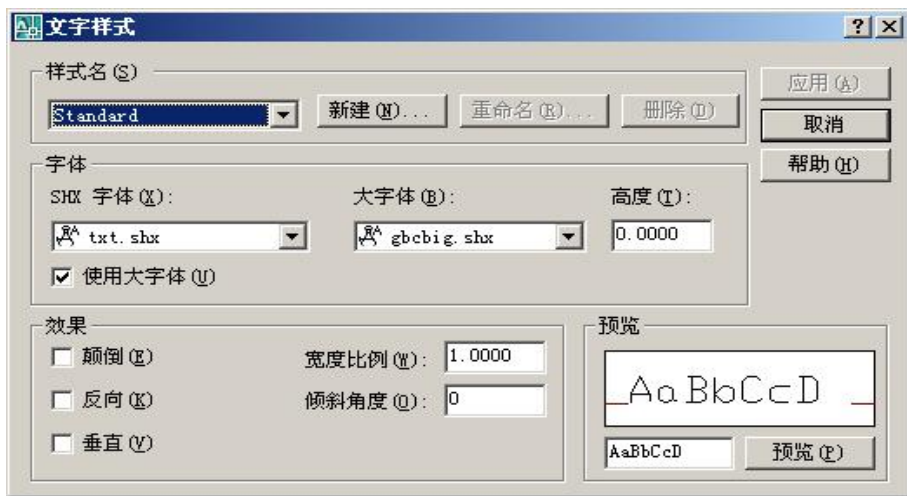 文字样式
样式名(S)
Standard 新建(N)... 重命名(R)... 删除(D) 应用(A)
取消
字体 帮助(H)
SHX 字体(X): 大字体(B): 高度(T):
txt.shx gbcbig.shx 0.0000
使用大字体(U)
效果 预览
颠倒(E) 宽度比例(W): 1.0000
反向(K) 倾斜角度(O): 0 AaBbCcD
垂直(V) AaBbCcD 预览(P)